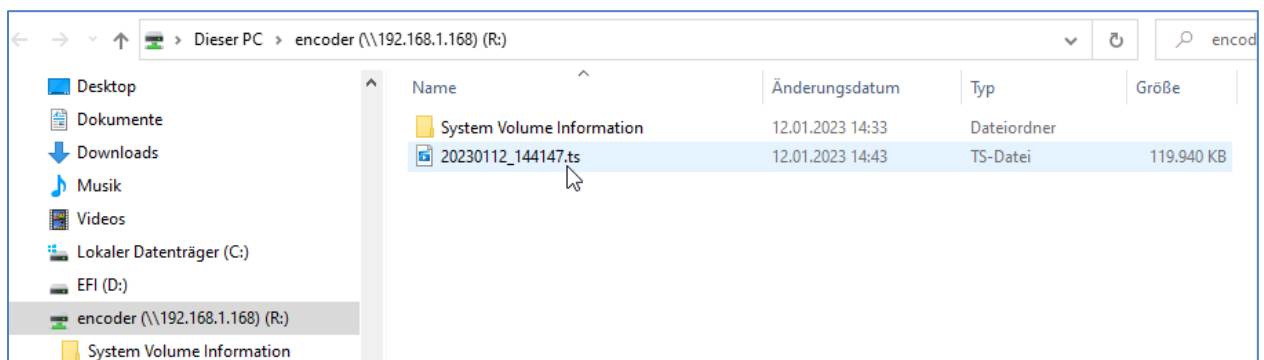 Dieser PC > encoder (\\192.168.1.168) (R:)
encod
Desktop
Dokumente
Downloads
Musik
Videos
Lokaler Datenträger (C:)
EFI (D:)
encoder (\\192.168.1.168) (R:)
System Volume Information
Name Änderungsdatum Typ Größe
System Volume Information 12.01.2023 14:33 Dateiordner
20230112_144147.ts 12.01.2023 14:43 TS-Datei 119.940 KB